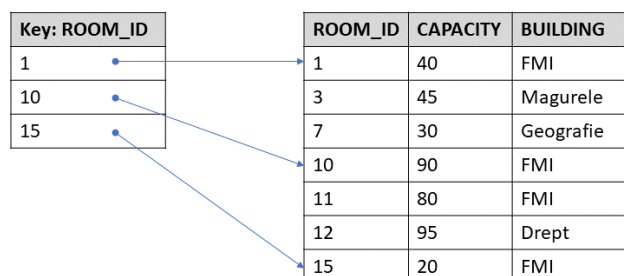 Key: ROOM_ID
1
10
15
ROOM_ID CAPACITY BUILDING
1 40 FMI
3 45 Magurele
7 30 Geografie
10 90 FMI
11 80 FMI
12 95 Drept
15 20 FMI